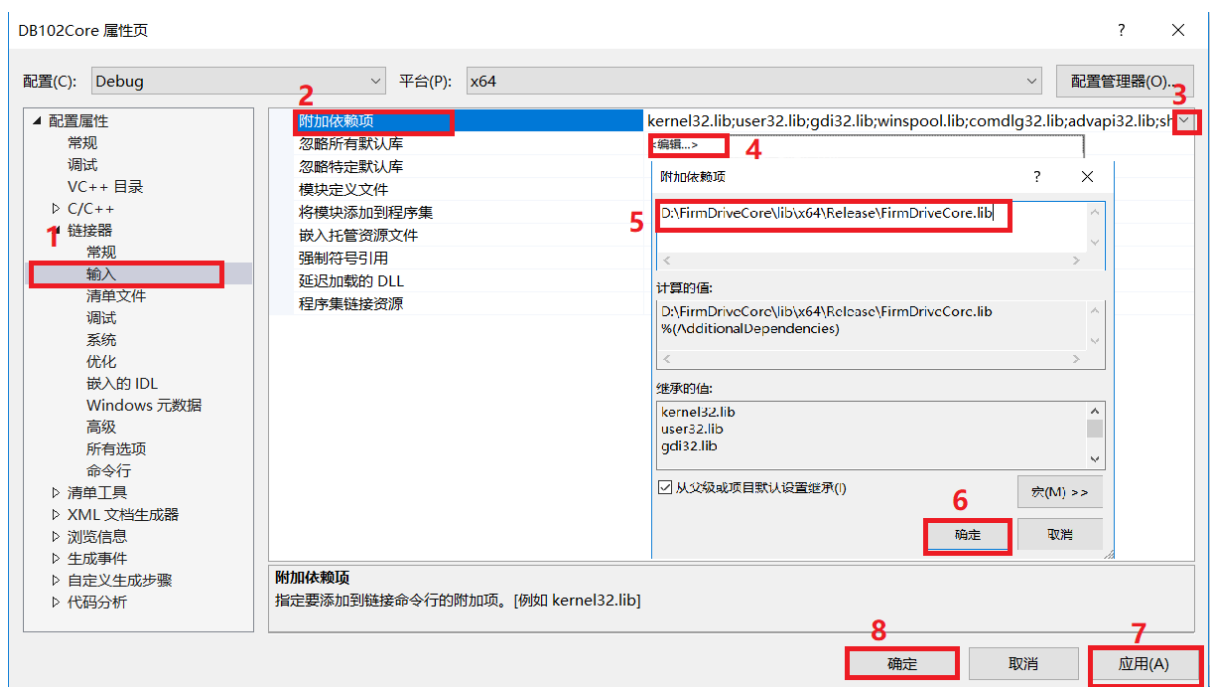 DB102Core 属性页 ? ×
配置(C): Debug 平台(P): x64 配置管理器(O)...
2
3
配置属性
常规
调试
VC++ 目录
C/C++
1 链接器
常规
输入
清单文件
调试
系统
优化
嵌入的 IDL
Windows 元数据
高级
所有选项
命令行
清单工具
XML 文档生成器
浏览信息
生成事件
自定义生成步骤
代码分析
附加依赖项 kernel32.lib;user32.lib;gdi32.lib;winspool.lib;comdlg32.lib;advapi32.lib;sh
忽略所有默认库
忽略特定默认库
模块定义文件
将模块添加到程序集
嵌入托管资源文件
强制符号引用
延迟加载的 DLL
程序集链接资源
<编辑...> 4
附加依赖项 ? ×
5 D:\FirmDriveCore\lib\x64\Release\FirmDriveCore.lib
计算的值:
D:\FirmDriveCore\lib\x64\Release\FirmDriveCore.lib
%(AdditionalDependencies)
继承的值:
kernel32.lib
user32.lib
gdi32.lib
从父级或项目默认设置继承(I) 宏(M) >>
6
确定 取消
附加依赖项
指定要添加到链接命令行的附加项。[例如 kernel32.lib]
8 7
确定 取消 应用(A)